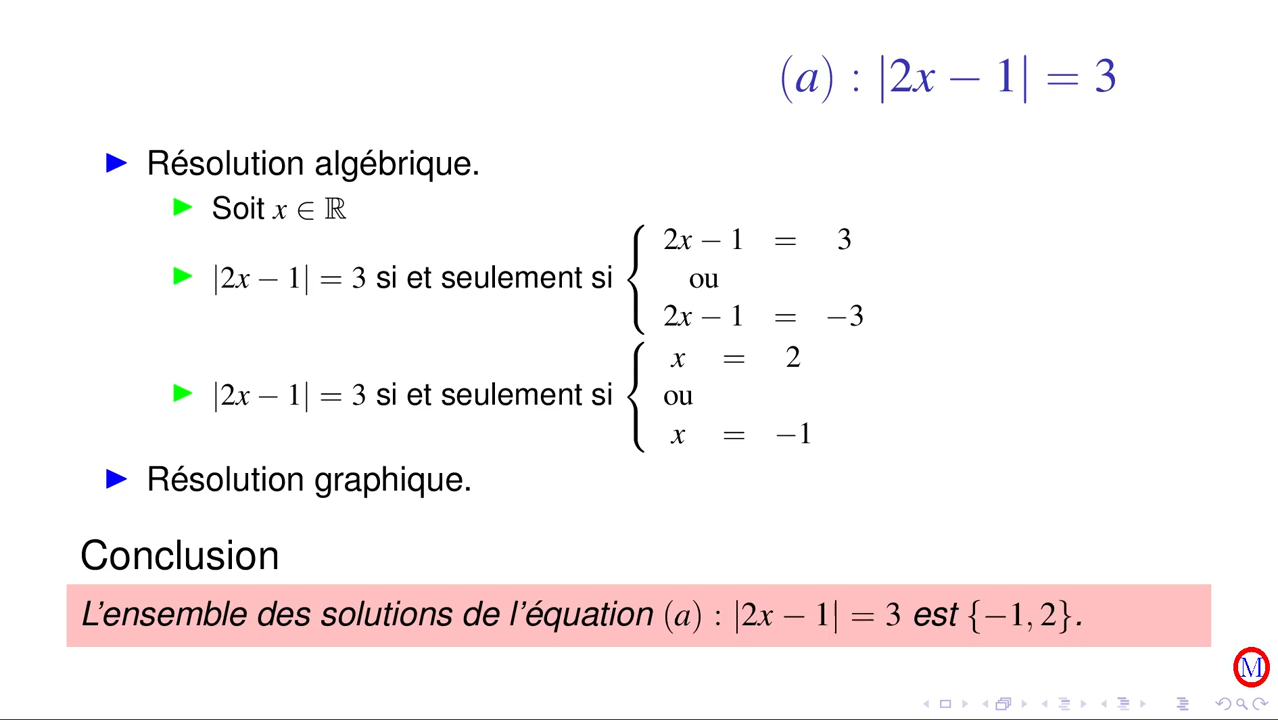 (a) : |2x − 1| = 3
Résolution algébrique.
Soit x ∈ ℝ
|2x − 1| = 3 si et seulement si { 2x − 1 = 3
ou
2x − 1 = −3
|2x − 1| = 3 si et seulement si { x = 2
ou
x = −1
Résolution graphique.
Conclusion
L'ensemble des solutions de l'équation (a) : |2x − 1| = 3 est {−1, 2}.
M